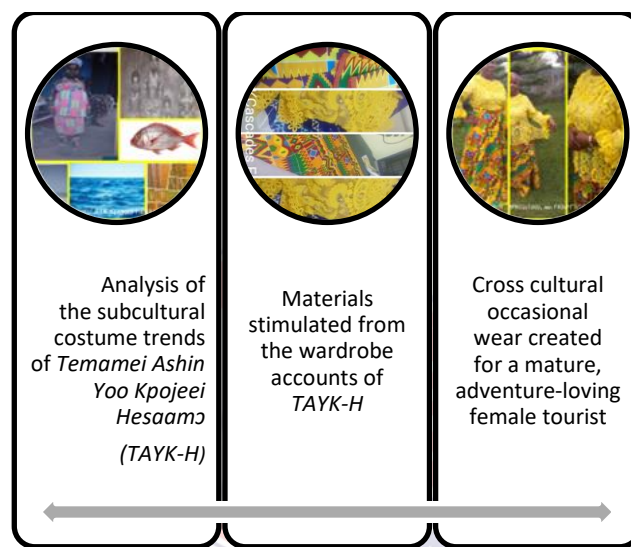 Analysis of
the subcultural
costume trends
of Temamei Ashin
Yoo Kpojeei
Hesaamɔ
(TAYK-H)
Materials
stimulated from
the wardrobe
accounts of
TAYK-H
Cross cultural
occasional
wear created
for a mature,
adventure-loving
female tourist